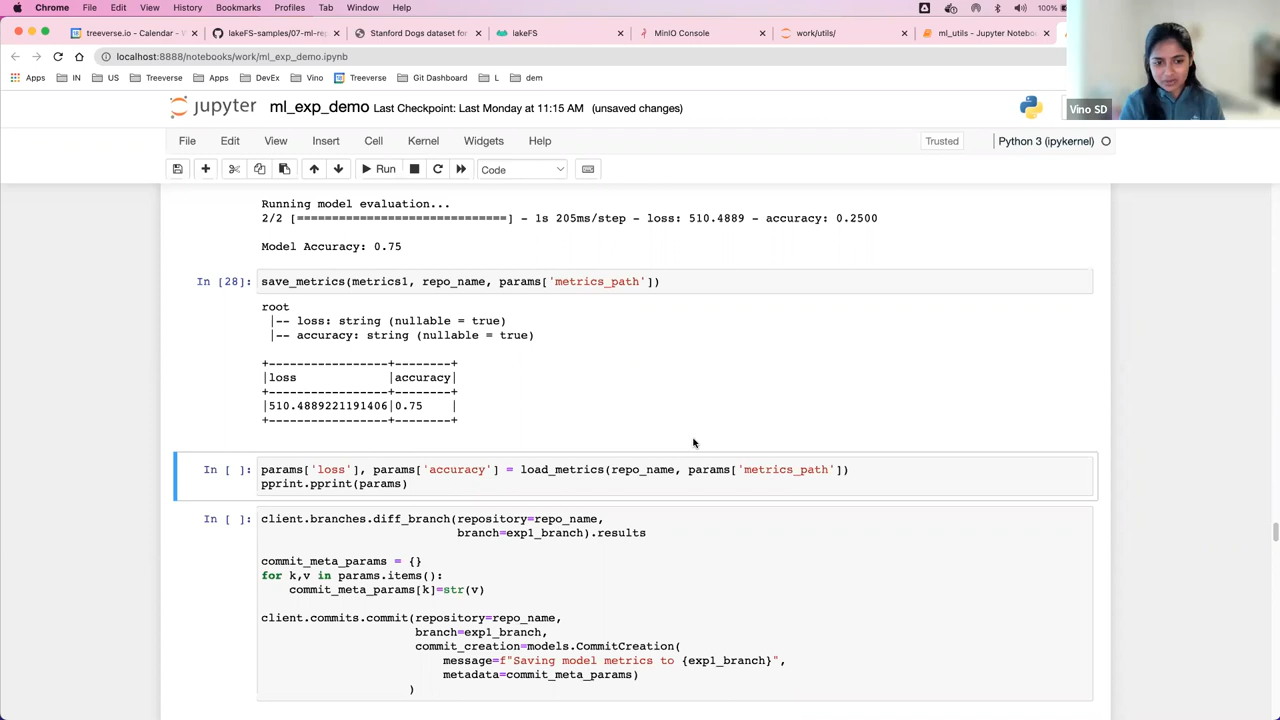 Chrome File Edit View History Bookmarks Profiles Tab Window Help 100%
treeverse.io - Calendar - W
lakeFS-samples/07-ml-rep
Stanford Dogs dataset for
lakeFS
MinIO Console
work/utils/
ml_utils - Jupyter Noteb
localhost:8888/notebooks/work/ml_exp_demo.ipynb
Apps IN US Treeverse Apps DevEx Vino Treeverse Git Dashboard L dem
Vino SD
jupyter ml_exp_demo Last Checkpoint: Last Monday at 11:15 AM (unsaved changes)
File Edit View Insert Cell Kernel Widgets Help Trusted Python 3 (ipykernel)
Run Code
Running model evaluation...
2/2 [==============================] - 1s 205ms/step - loss: 510.4889 - accuracy: 0.2500
Model Accuracy: 0.75
In [28]: save_metrics(metrics1, repo_name, params['metrics_path'])
root
|-- loss: string (nullable = true)
|-- accuracy: string (nullable = true)
+-----------------+--------+
|loss |accuracy|
+-----------------+--------+
|510.4889221191406|0.75 |
+-----------------+--------+
In [ ]: params['loss'], params['accuracy'] = load_metrics(repo_name, params['metrics_path'])
pprint.pprint(params)
In [ ]: client.branches.diff_branch(repository=repo_name,
branch=exp1_branch).results
commit_meta_params = {}
for k,v in params.items():
commit_meta_params[k]=str(v)
client.commits.commit(repository=repo_name,
branch=exp1_branch,
commit_creation=models.CommitCreation(
message=f"Saving model metrics to {exp1_branch}",
metadata=commit_meta_params)
)